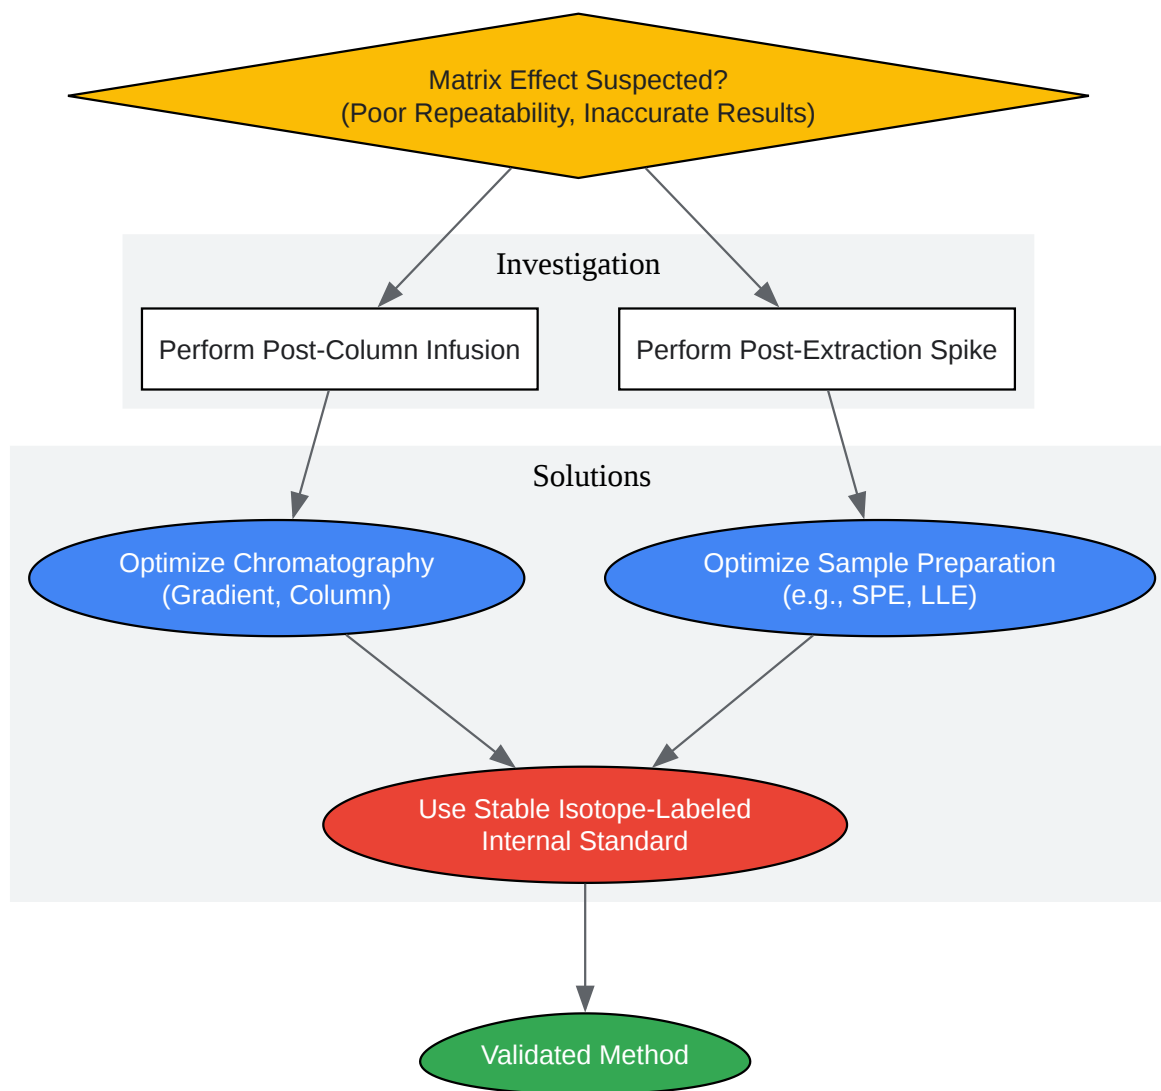 Matrix Effect Suspected?
(Poor Repeatability, Inaccurate Results)
Investigation
Perform Post-Column Infusion
Perform Post-Extraction Spike
Solutions
Optimize Chromatography
(Gradient, Column)
Optimize Sample Preparation
(e.g., SPE, LLE)
Use Stable Isotope-Labeled
Internal Standard
Validated Method